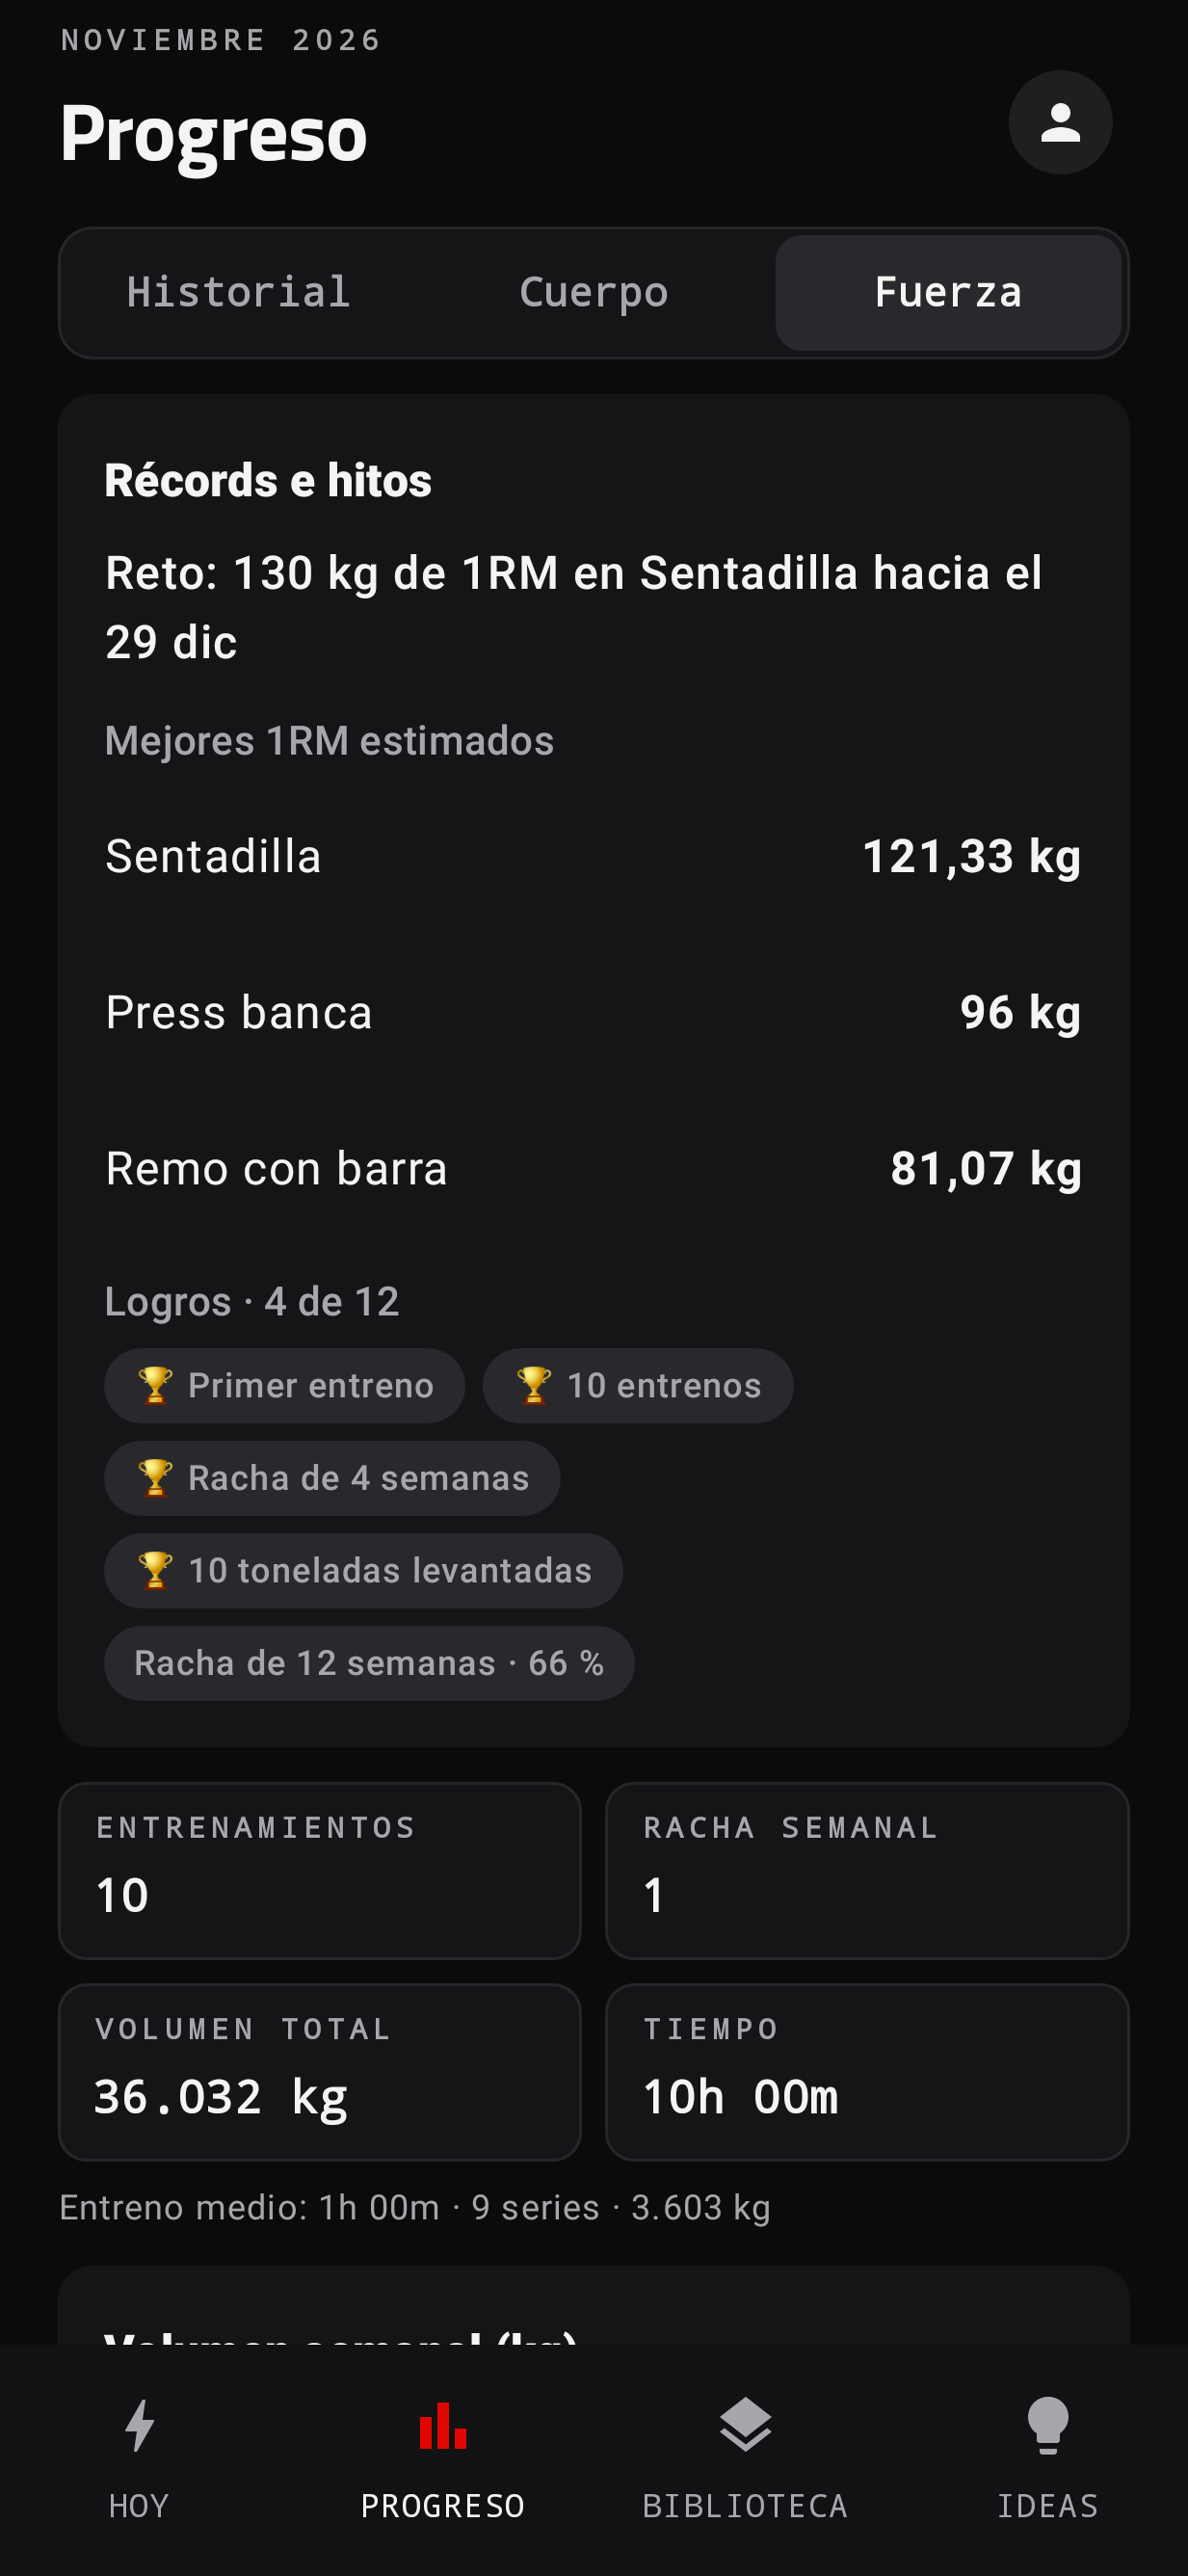 NOVIEMBRE 2026
Progreso
Historial
Cuerpo
Fuerza
Récords e hitos
Reto: 130 kg de 1RM en Sentadilla hacia el
29 dic
Mejores 1RM estimados
Sentadilla
121,33 kg
Press banca
96 kg
Remo con barra
81,07 kg
Logros · 4 de 12
🏆 Primer entreno
🏆 10 entrenos
🏆 Racha de 4 semanas
🏆 10 toneladas levantadas
Racha de 12 semanas · 66 %
ENTRENAMIENTOS
10
RACHA SEMANAL
1
VOLUMEN TOTAL
36.032 kg
TIEMPO
10h 00m
Entreno medio: 1h 00m · 9 series · 3.603 kg
Volumen semanal (kg)
HOY
PROGRESO
BIBLIOTECA
IDEAS